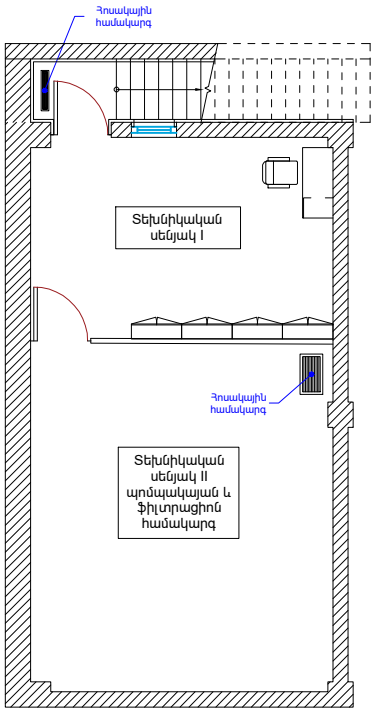 Հոսակային
համակարգ
Տեխնիկական
սենյակ I
Հոսակային
համակարգ
Տեխնիկական
սենյակ II
պոմպակայան և
ֆիլտրացիոն
համակարգ